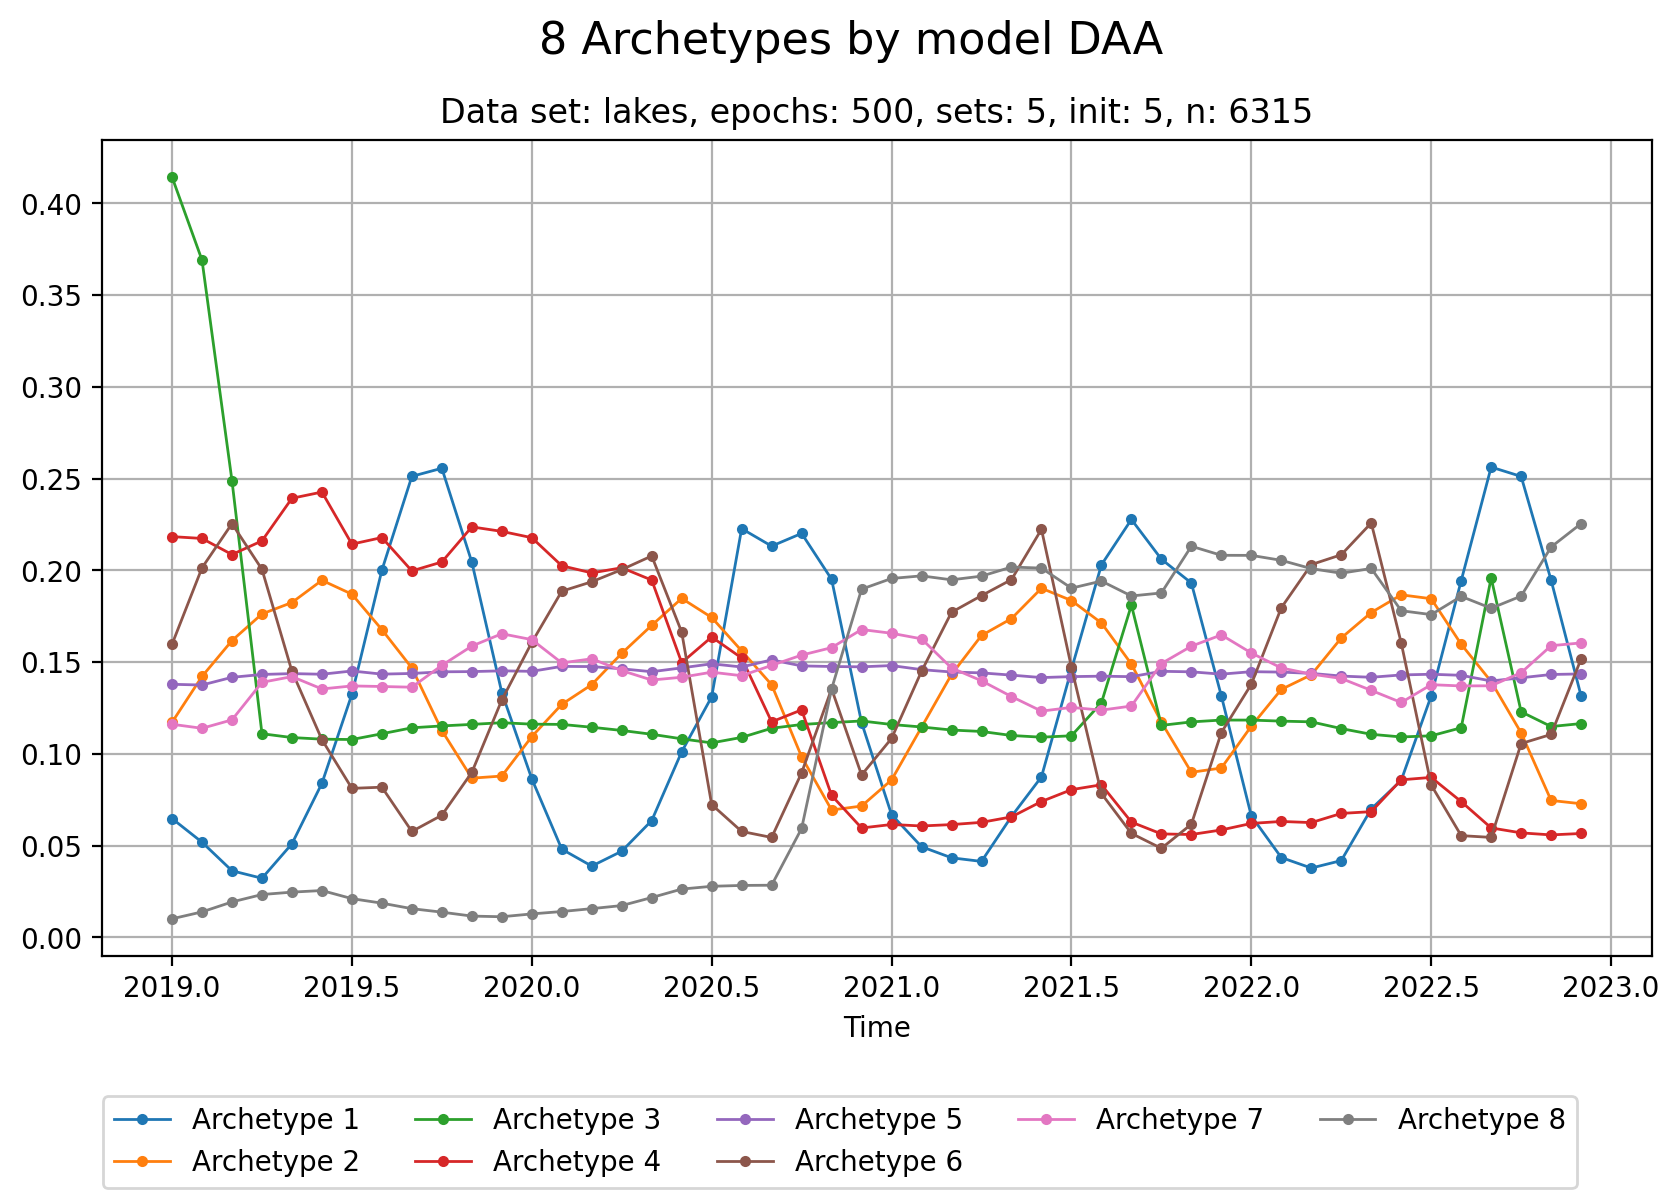 8 Archetypes by model DAA
Data set: lakes, epochs: 500, sets: 5, init: 5, n: 6315
0.40
0.35
0.30
0.25
0.20
0.15
0.10
0.05
0.00
2019.0 2019.5 2020.0 2020.5 2021.0 2021.5 2022.0 2022.5 2023.0
Time
Archetype 1 Archetype 3 Archetype 5 Archetype 7 Archetype 8
Archetype 2 Archetype 4 Archetype 6